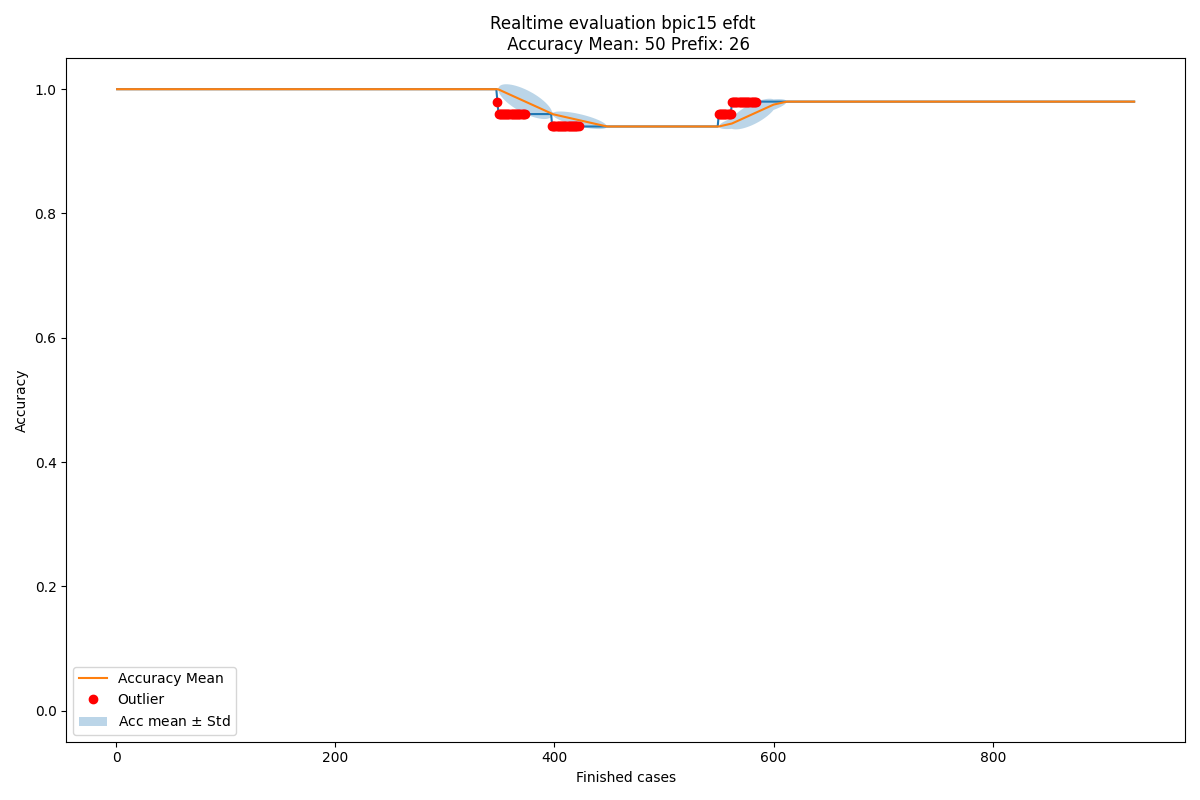 Realtime evaluation bpic15 efdt
Accuracy Mean: 50 Prefix: 26
1.0
0.8
0.6
0.4
0.2
0.0
Accuracy
Accuracy Mean
Outlier
Acc mean ± Std
0 200 400 600 800
Finished cases